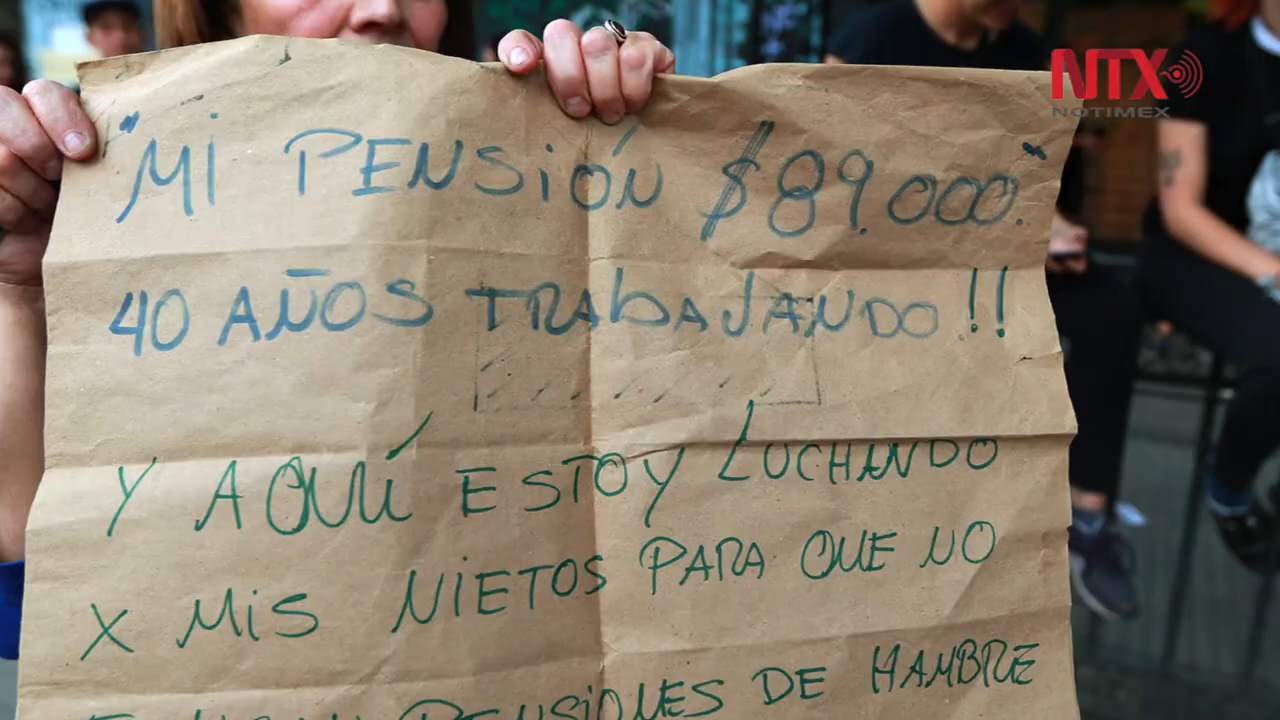 NTX
NOTIMEX
"MI PENSIÓN $89.000."
40 AÑOS TRABAJANDO!!
Y AQUÍ ESTOY LUCHANDO
X MIS NIETOS PARA QUE NO
PENSIONES DE HAMBRE